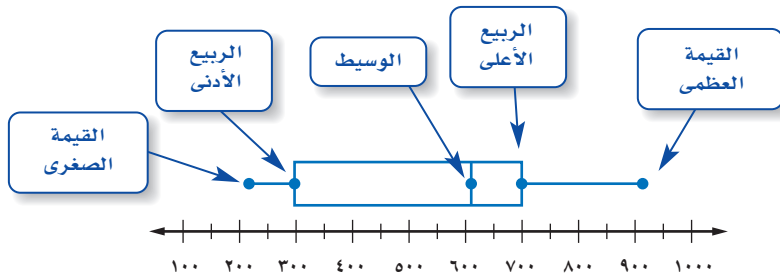 القيمة
العظمى
الربيع
الأعلى
الوسيط
الربيع
الأدنى
القيمة
الصغرى
١٠٠ ٢٠٠ ٣٠٠ ٤٠٠ ٥٠٠ ٦٠٠ ٧٠٠ ٨٠٠ ٩٠٠ ١٠٠٠